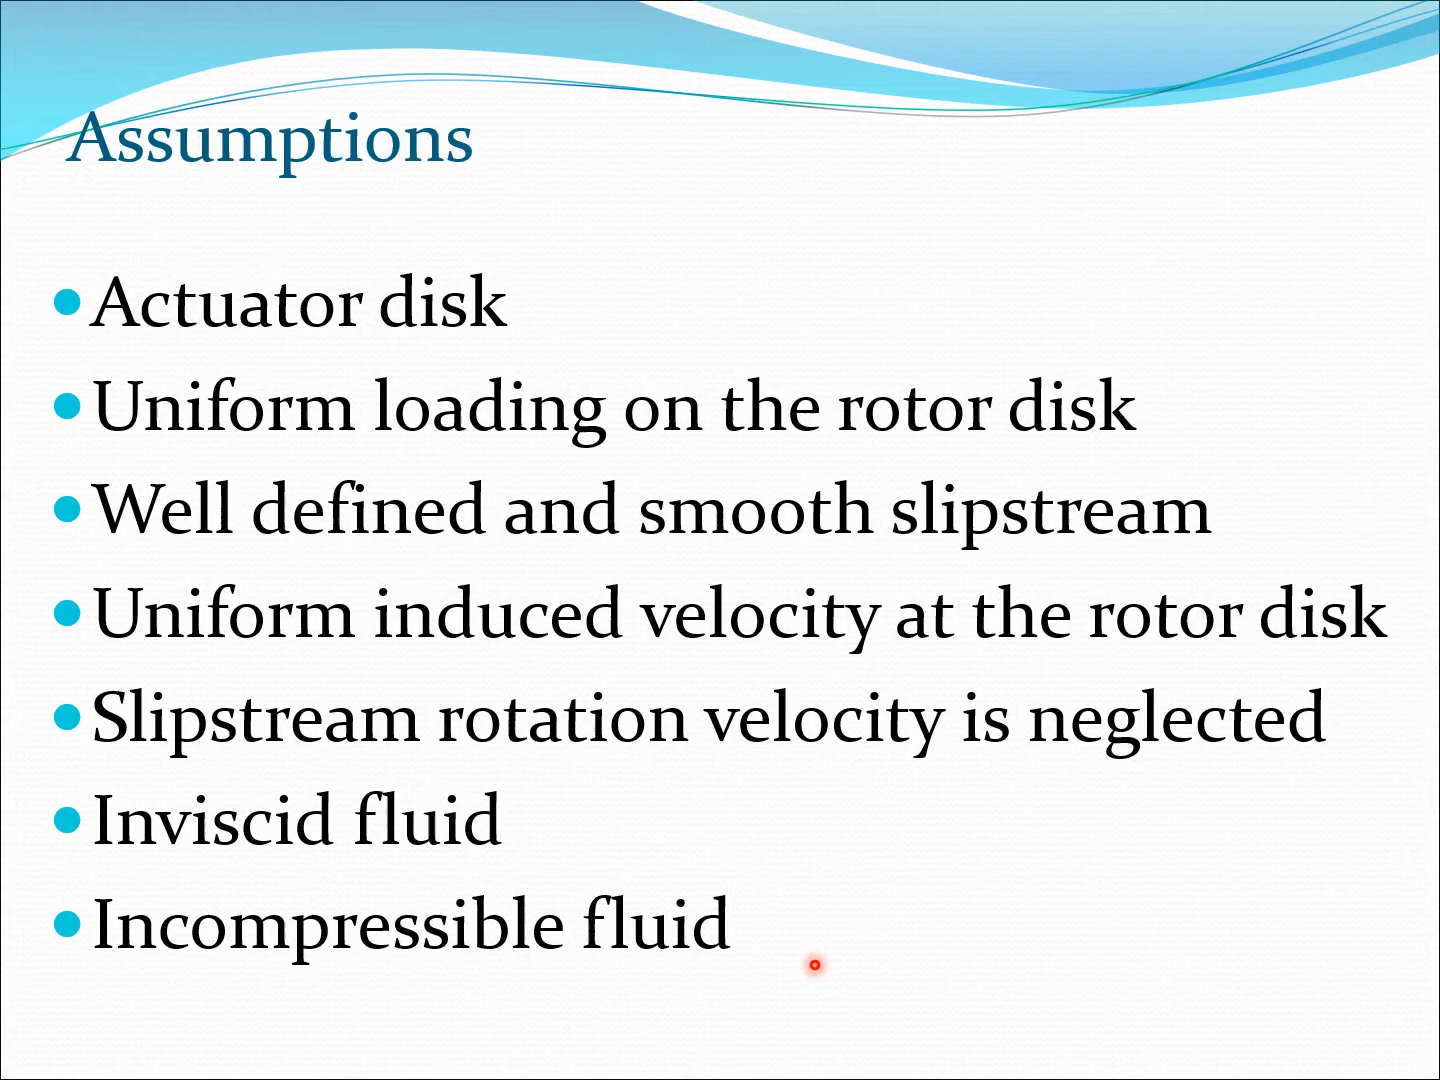 Assumptions
Actuator disk
Uniform loading on the rotor disk
Well defined and smooth slipstream
Uniform induced velocity at the rotor disk
Slipstream rotation velocity is neglected
Inviscid fluid
Incompressible fluid